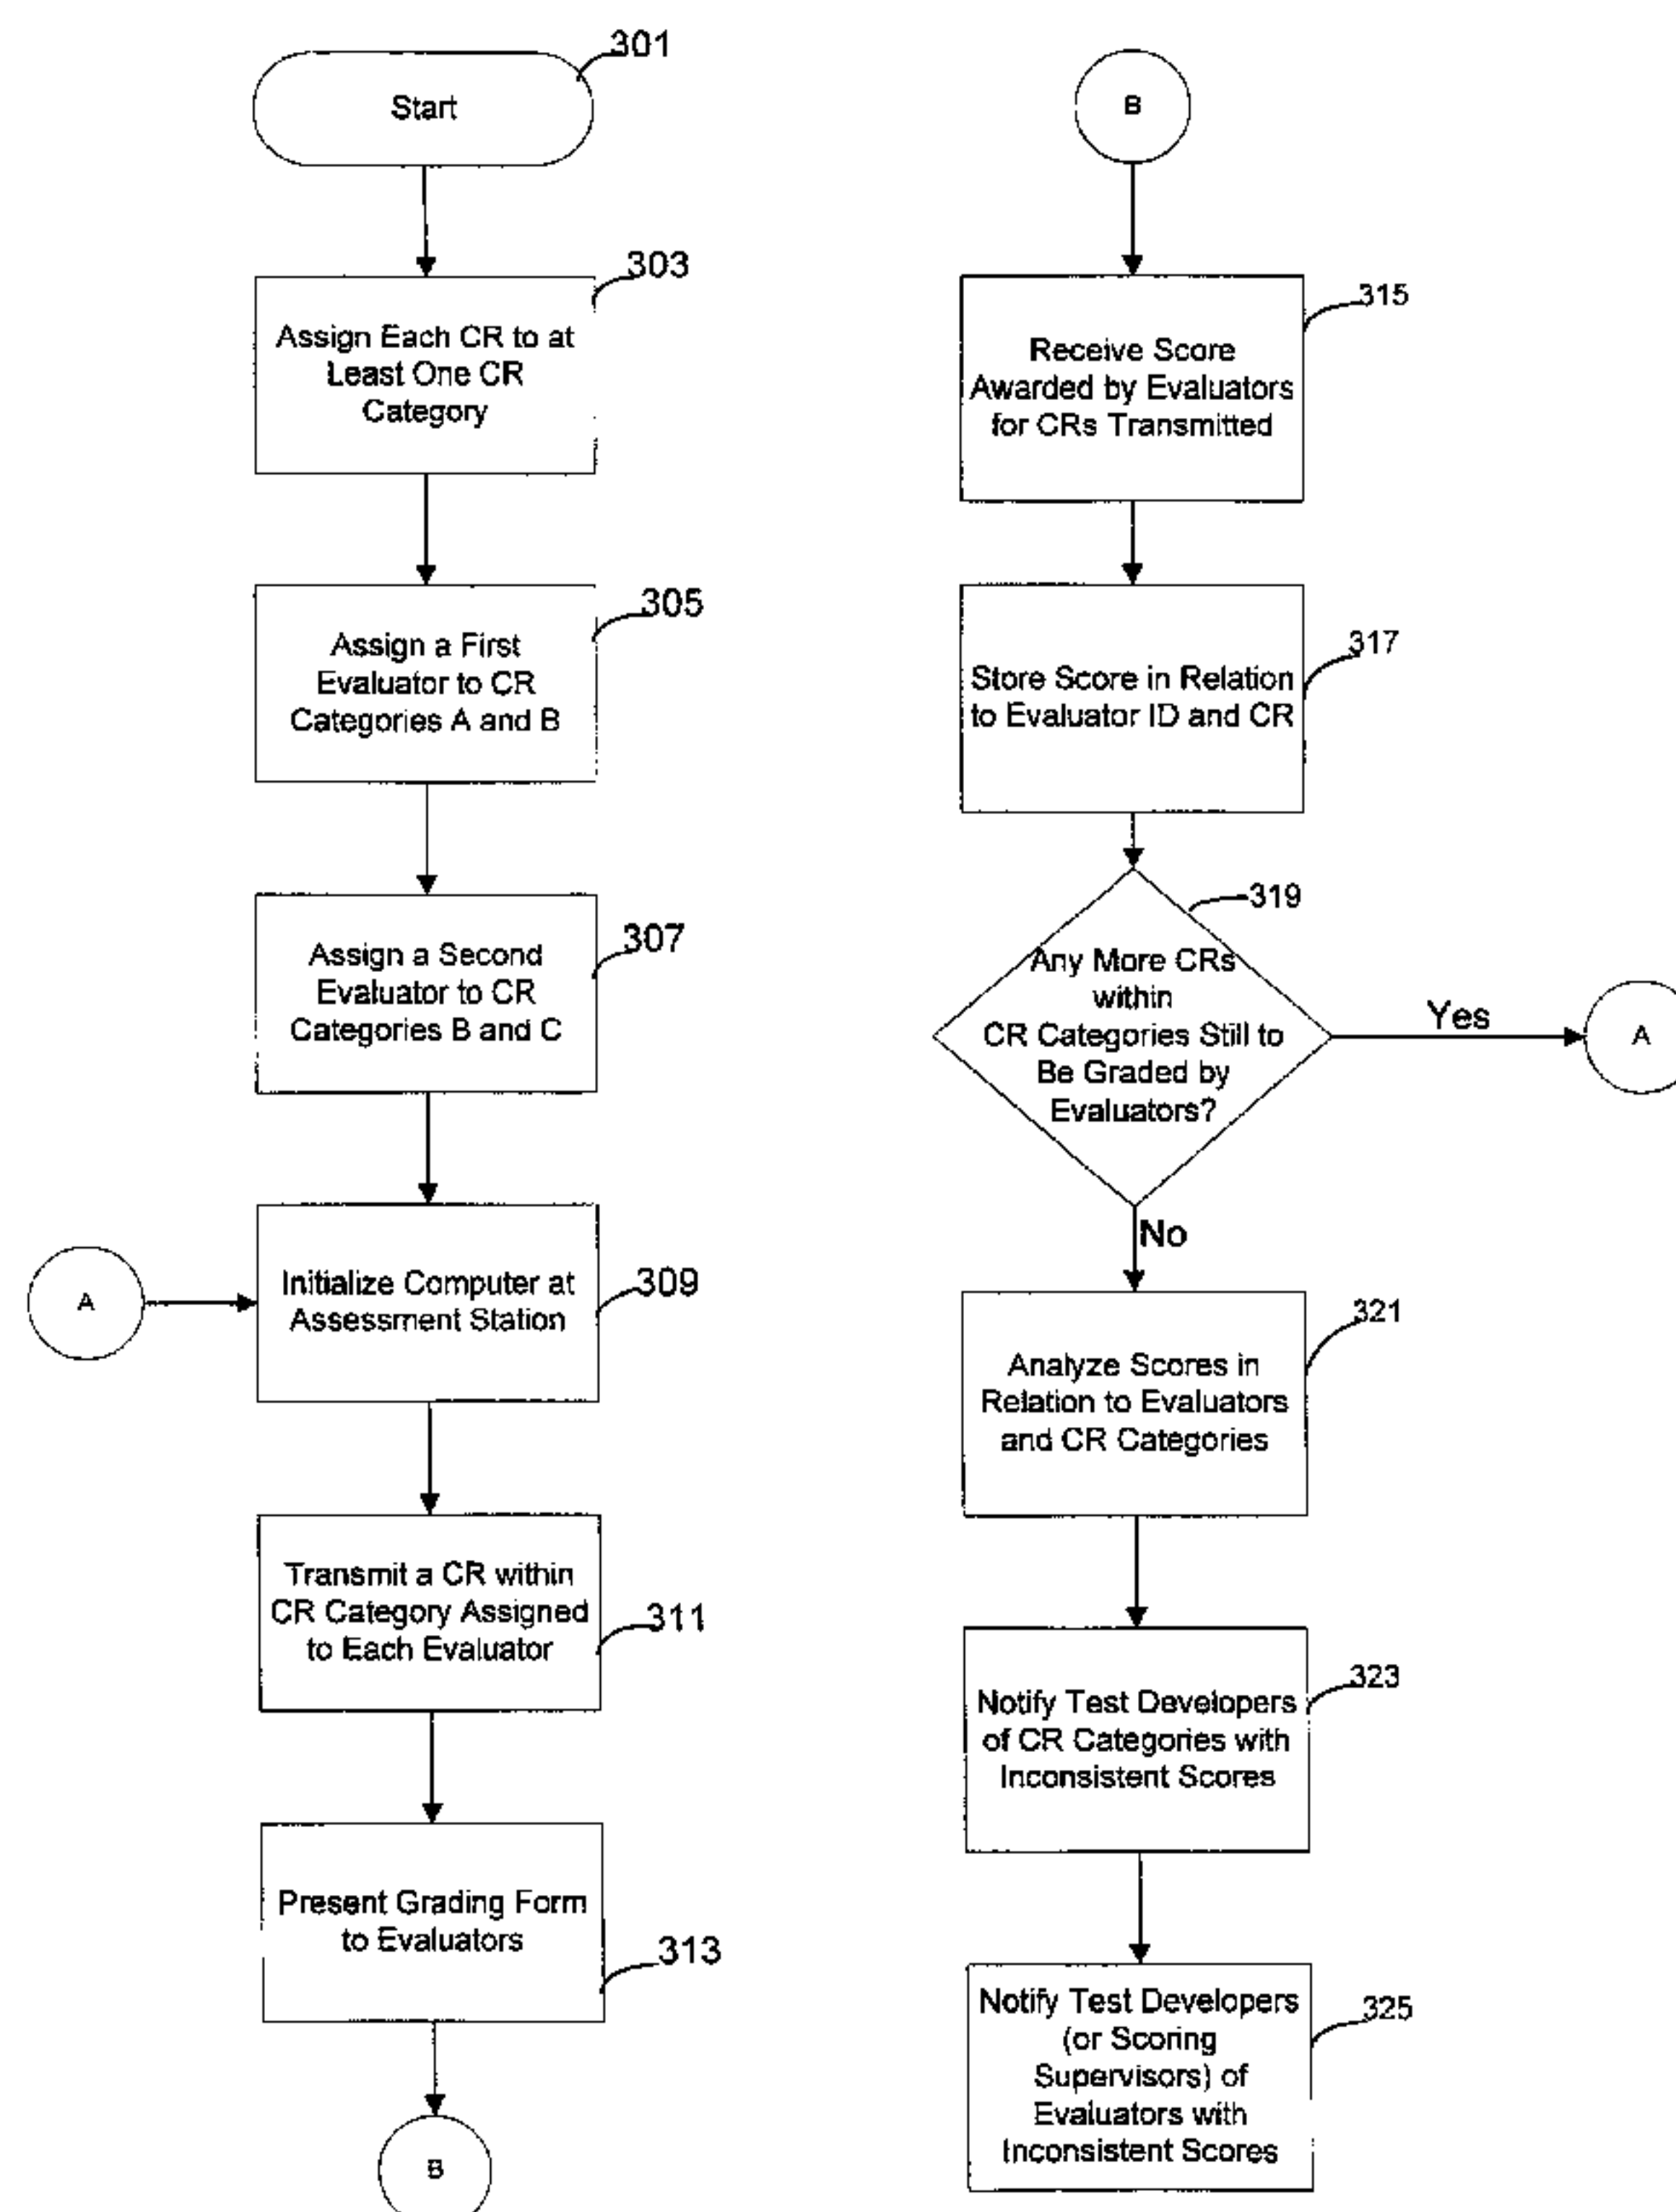 301
Start
303
Assign Each CR to at
Least One CR
Category
305
Assign a First
Evaluator to CR
Categories A and B
307
Assign a Second
Evaluator to CR
Categories B and C
A
Initialize Computer at
Assessment Station
309
Transmit a CR within
CR Category Assigned
to Each Evaluator
311
Present Grading Form
to Evaluators
313
B
B
315
Receive Score
Awarded by Evaluators
for CRs Transmitted
317
Store Score in Relation
to Evaluator ID and CR
319
Any More CRs
within
CR Categories Still to
Be Graded by
Evaluators?
Yes
A
No
321
Analyze Scores in
Relation to Evaluators
and CR Categories
323
Notify Test Developers
of CR Categories with
Inconsistent Scores
325
Notify Test Developers
(or Scoring
Supervisors) of
Evaluators with
Inconsistent Scores